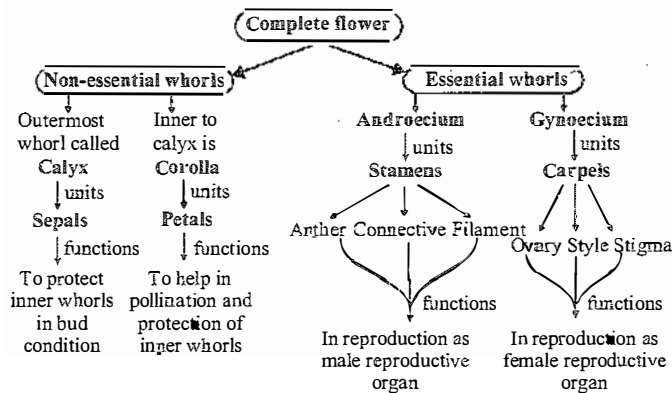 Complete flower
Non-essential whorls
Essential whorls
Outermost
whorl called
Calyx
units
Sepals
functions
To protect
inner whorls
in bud
condition
Inner to
calyx is
Corolla
units
Petals
functions
To help in
pollination and
protection of
inner whorls
Androecium
units
Stamens
Anther Connective Filament
functions
In reproduction as
male reproductive
organ
Gynoecium
units
Carpels
Ovary Style Stigma
functions
In reproduction as
female reproductive
organ